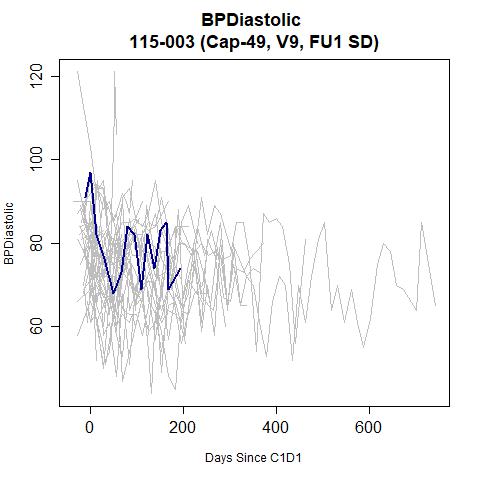 BPDiastolic
115-003 (Cap-49, V9, FU1 SD)
120
100
80
60
BPDiastolic
0
200
400
600
Days Since C1D1